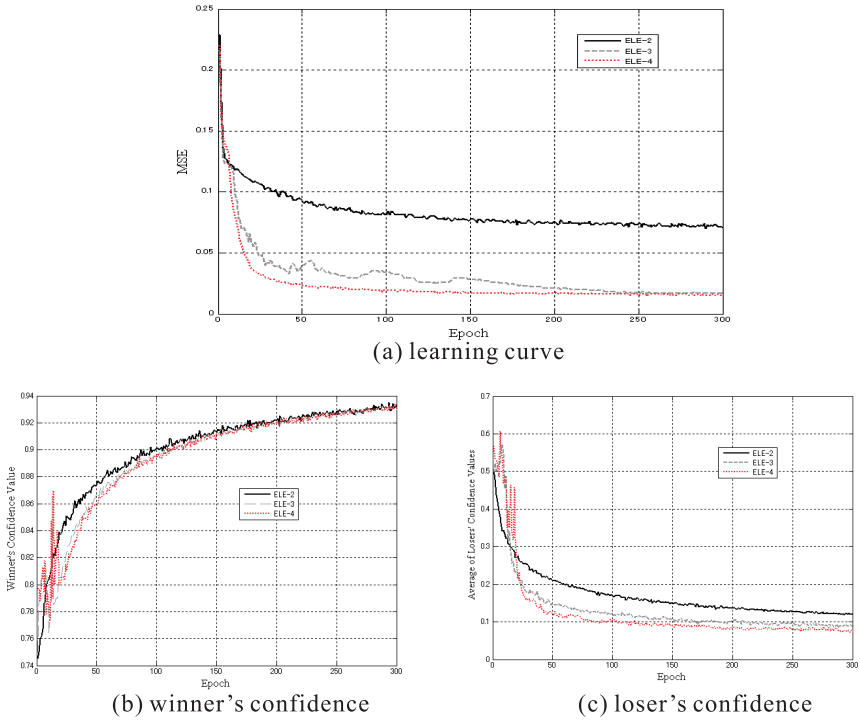 0.25
0.2
0.15
0.1
0.05
0
MSE
ELE-2
ELE-3
ELE-4
0 50 100 150 200 250 300
Epoch
(a) learning curve
0.94
0.92
0.9
0.88
0.86
0.84
0.82
0.8
0.78
0.76
0.74
Winner's Confidence Value
ELE-2
ELE-3
ELE-4
0 50 100 150 200 250 300
Epoch
(b) winner's confidence
0.7
0.6
0.5
0.4
0.3
0.2
0.1
0
Average of Losers' Confidence Values
ELE-2
ELE-3
ELE-4
0 50 100 150 200 250 300
Epoch
(c) loser's confidence